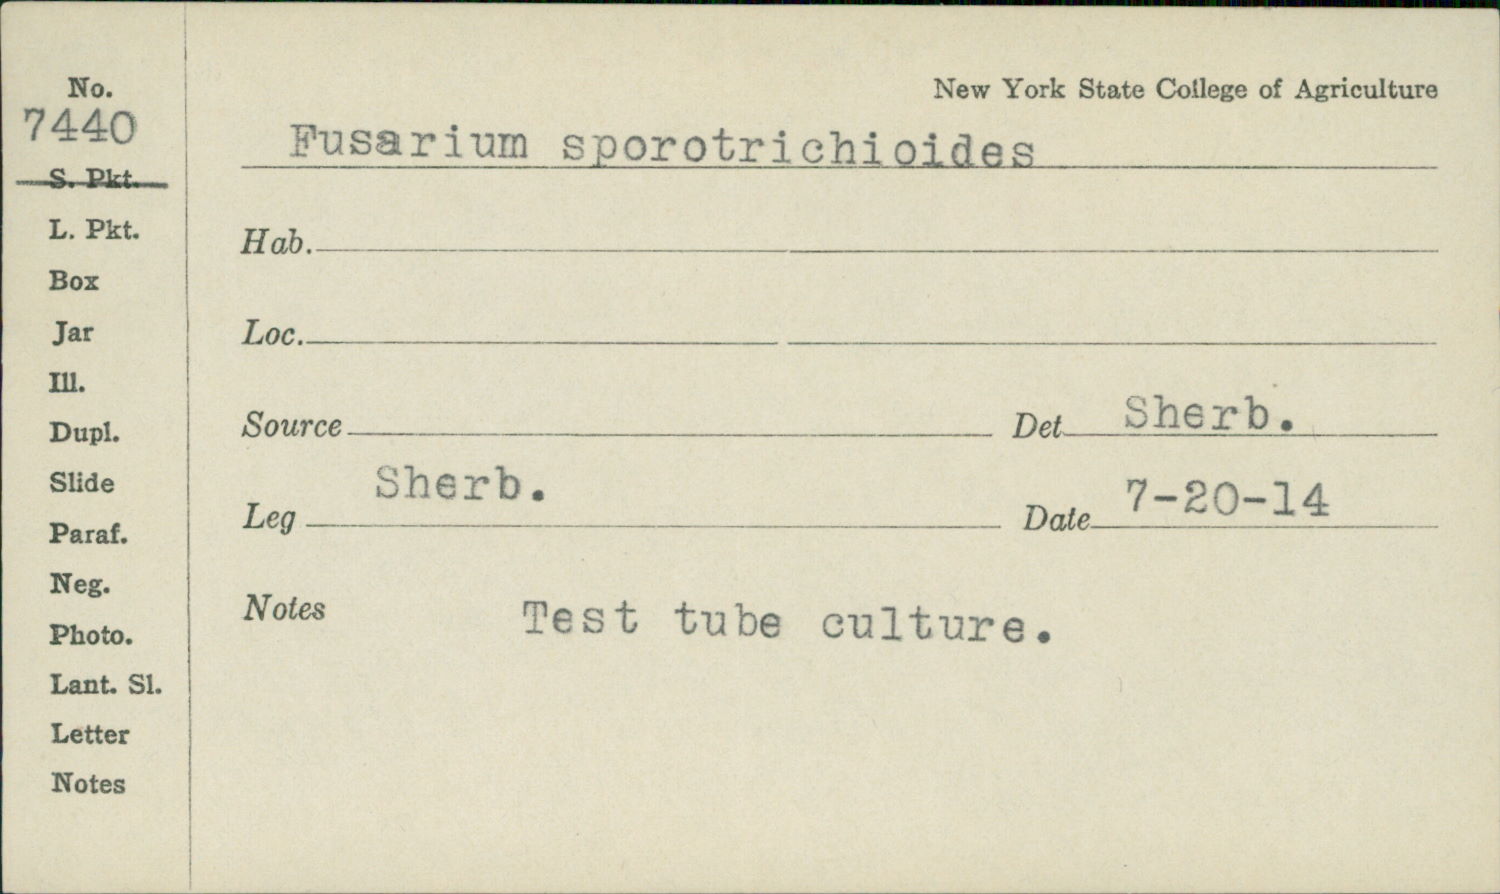 No.
7440
S. Pkt.
L. Pkt.
Box
Jar
Ill.
Dupl.
Slide
Paraf.
Neg.
Photo.
Lant. Sl.
Letter
Notes
New York State College of Agriculture
Fusarium sporotrichioides
Hab.
Loc.
Source Det Sherb.
Leg Sherb. Date 7-20-14
Notes Test tube culture.